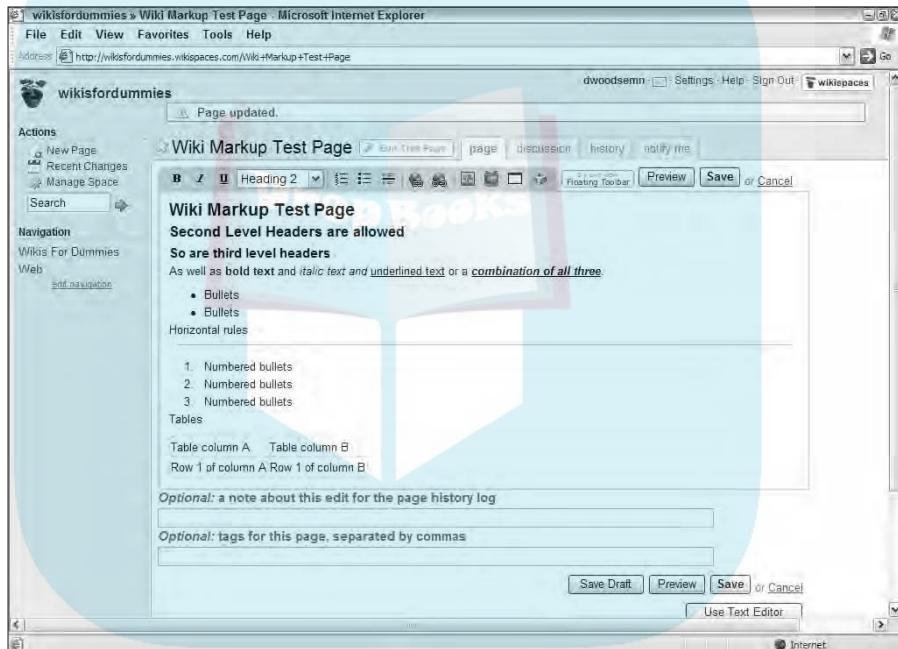 wikisfordummies » Wiki Markup Test Page - Microsoft Internet Explorer
File Edit View Favorites Tools Help
Address http://wikisfordummies.wikispaces.com/Wiki+Markup+Test+Page Go
dwoodsemn Settings · Help · Sign Out wikispaces
wikisfordummies
Page updated.
Actions
New Page
Recent Changes
Manage Space
Search
Navigation
Wikis For Dummies
Web
edit navigation
Wiki Markup Test Page Edit This Page page discussion history notify me
B I U Heading 2 Floating Toolbar Preview Save or Cancel
Books
Wiki Markup Test Page
Second Level Headers are allowed
So are third level headers
As well as bold text and italic text and underlined text or a combination of all three.
• Bullets
• Bullets
Horizontal rules
1. Numbered bullets
2. Numbered bullets
3. Numbered bullets
Tables
Table column A Table column B
Row 1 of column A Row 1 of column B
Optional: a note about this edit for the page history log
Optional: tags for this page, separated by commas
Save Draft Preview Save or Cancel
Use Text Editor
Internet